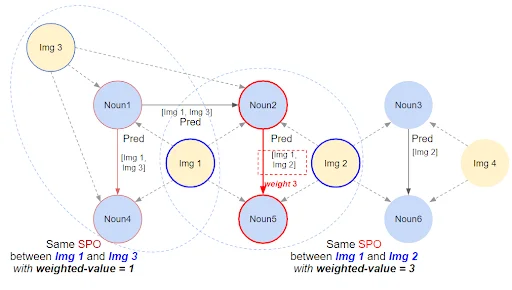 Img 3
Noun1
Noun2
Noun3
[Img 1, Img 3]
Pred
Pred
[Img 1,
Img 3]
Pred
[Img 1,
Img 2]
Pred
[Img 2]
Img 1
Img 2
Img 4
weight 3
Noun4
Noun5
Noun6
Same SPO
between Img 1 and Img 3
with weighted-value = 1
Same SPO
between Img 1 and Img 2
with weighted-value = 3